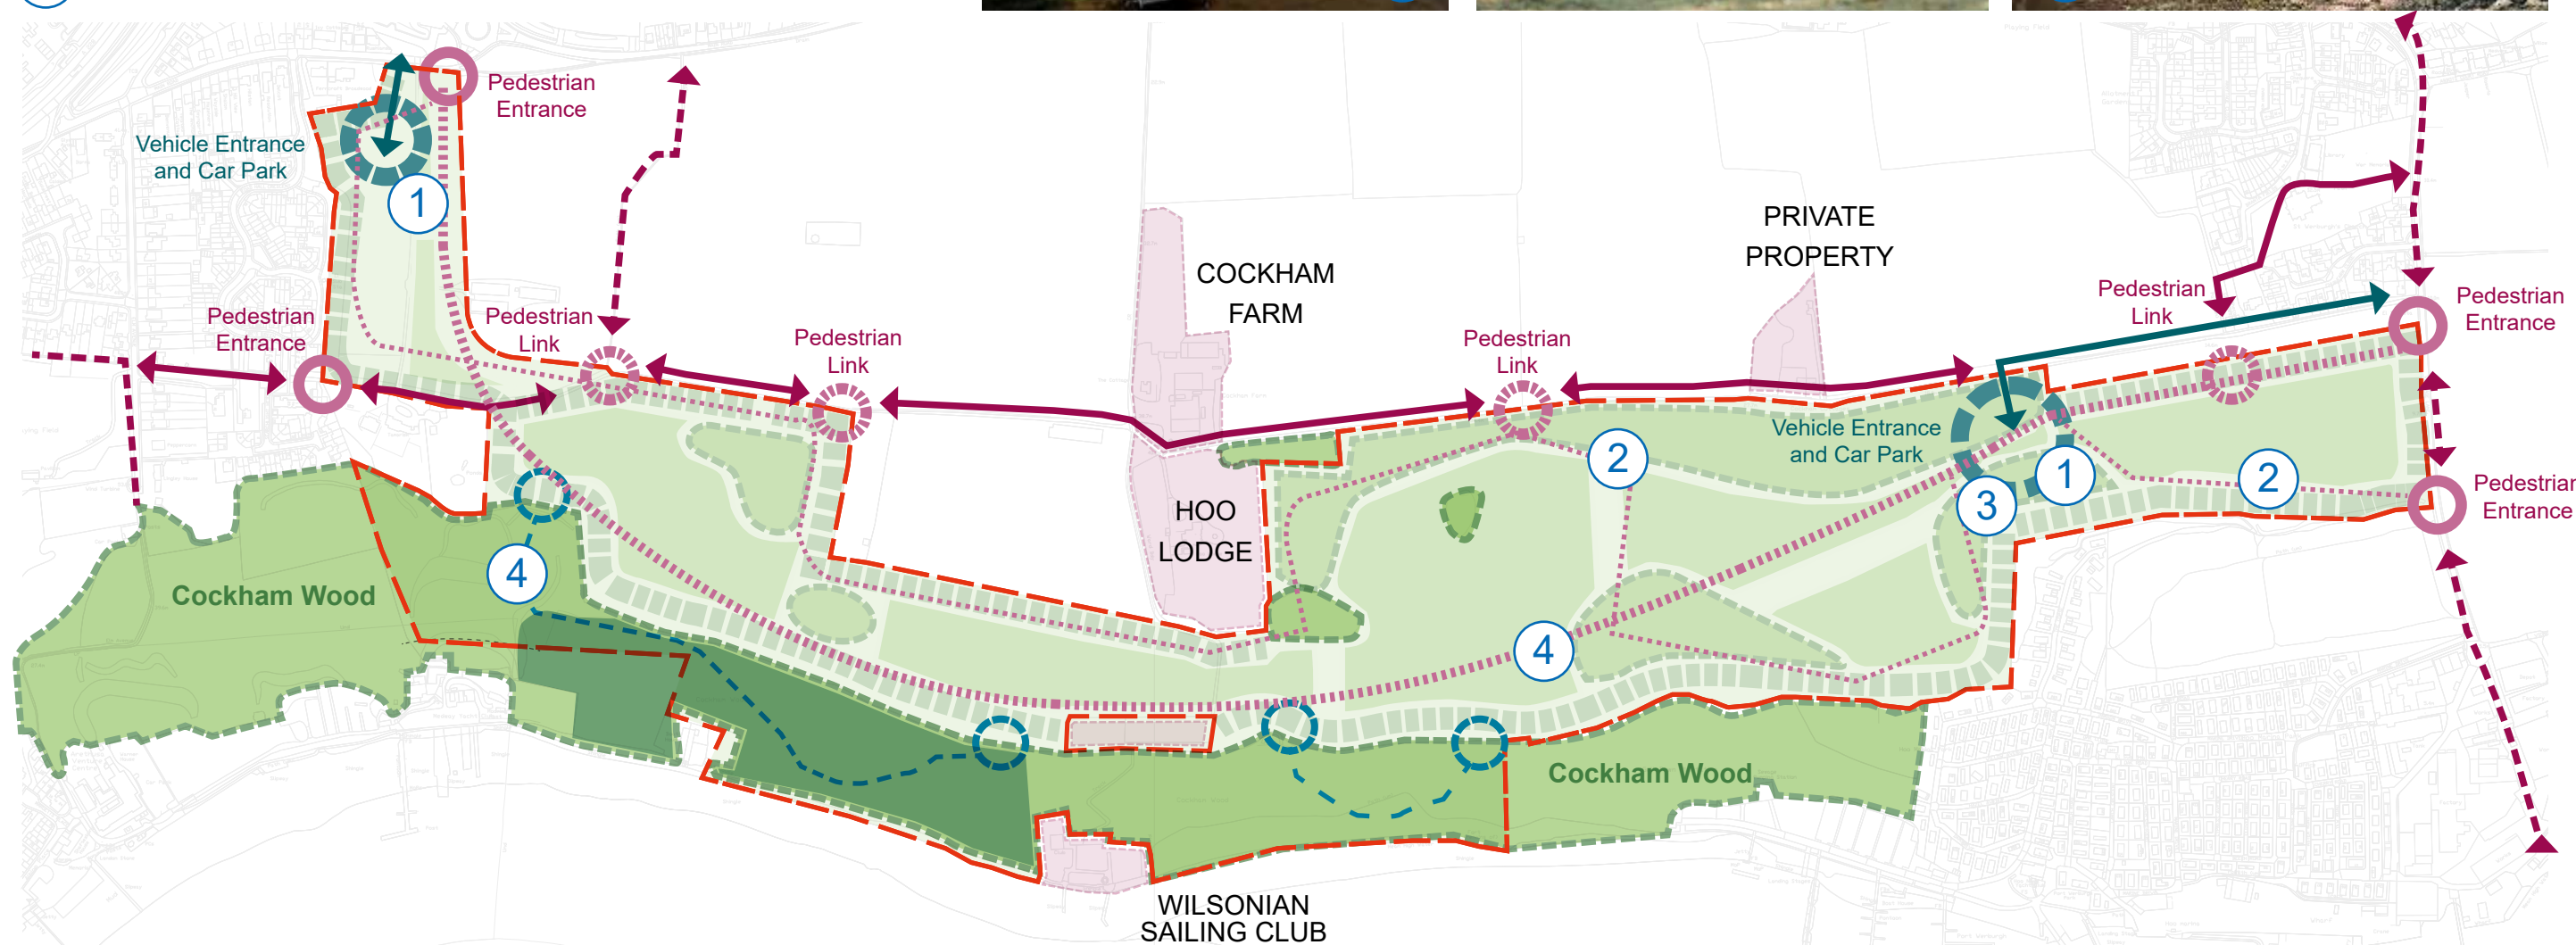 Pedestrian
Entrance
Vehicle Entrance
and Car Park
1
PRIVATE
PROPERTY
COCKHAM
FARM
Pedestrian
Entrance
Pedestrian
Link
Pedestrian
Link
Pedestrian
Link
Pedestrian
Link
Pedestrian
Entrance
Vehicle Entrance
and Car Park
2
1
2
3
Pedestrian
Entrance
HOO
LODGE
4
Cockham Wood
4
Cockham Wood
WILSONIAN
SAILING CLUB